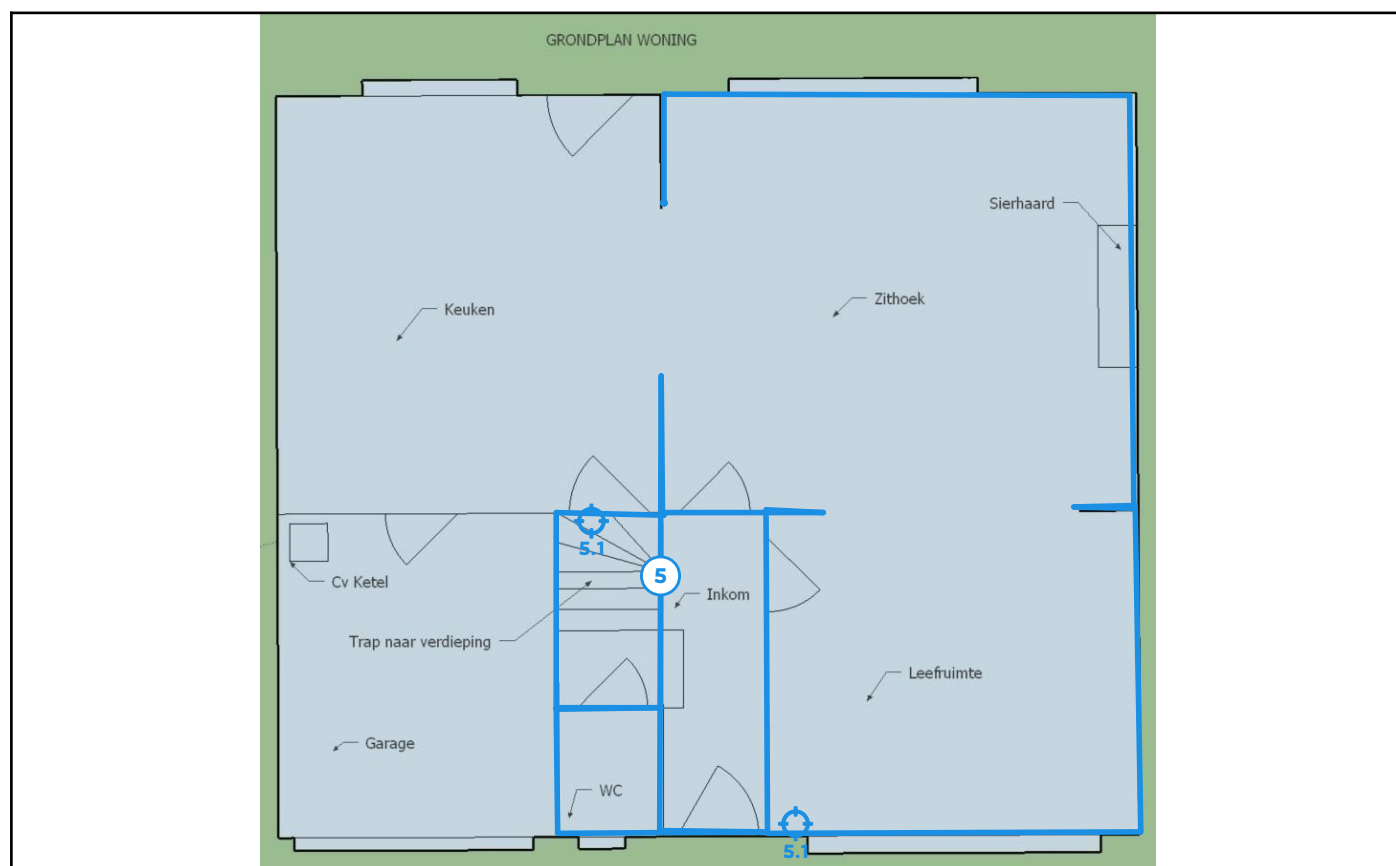 GRONDPLAN WONING
Sierhaard
Zithoek
Keuken
5.1
5
Cv Ketel
Inkom
Trap naar verdieping
Leefruimte
Garage
WC
5.1